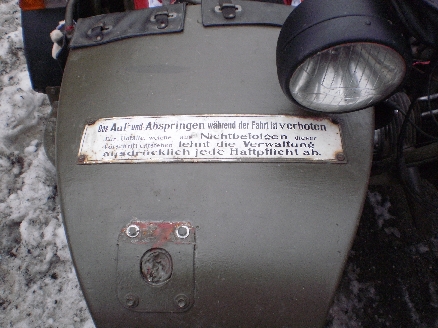 Das Auf- und Abspringen während der Fahrt ist verboten
Für Unfälle, welche aus Nichtbefolgen dieser
Vorschrift entstehen lehnt die Verwaltung
ausdrücklich jede Haftpflicht ab.